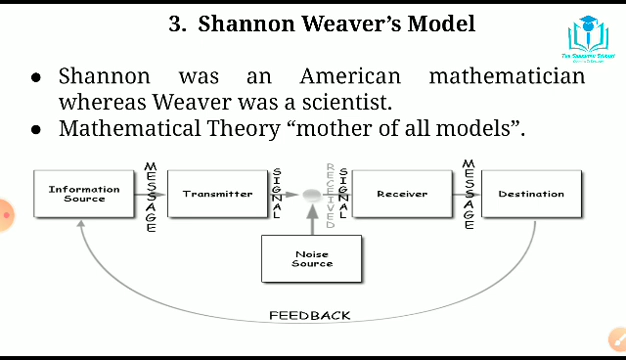 3. Shannon Weaver's Model
• Shannon was an American mathematician
whereas Weaver was a scientist.
• Mathematical Theory “mother of all models”.
Information
Source
MESSAGE
Transmitter
SIGNAL
RECEIVED
SIGNAL
Receiver
MESSAGE
Destination
Noise
Source
FEEDBACK